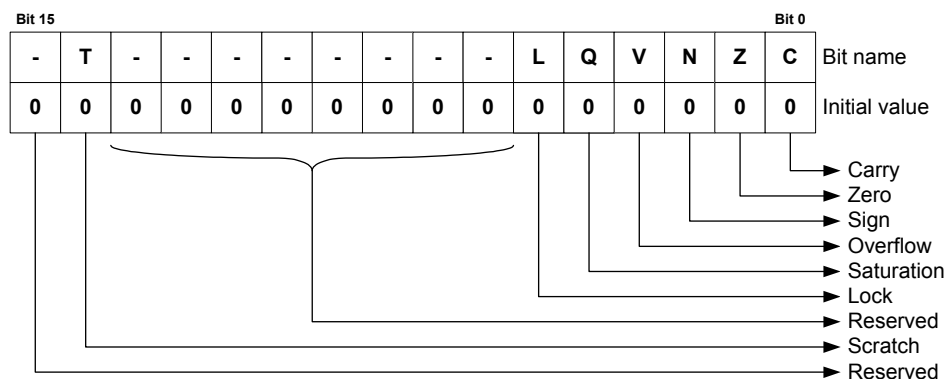 Bit 15 Bit 0
- T - - - - - - - - L Q V N Z C Bit name
0 0 0 0 0 0 0 0 0 0 0 0 0 0 0 0 Initial value
Carry
Zero
Sign
Overflow
Saturation
Lock
Reserved
Scratch
Reserved